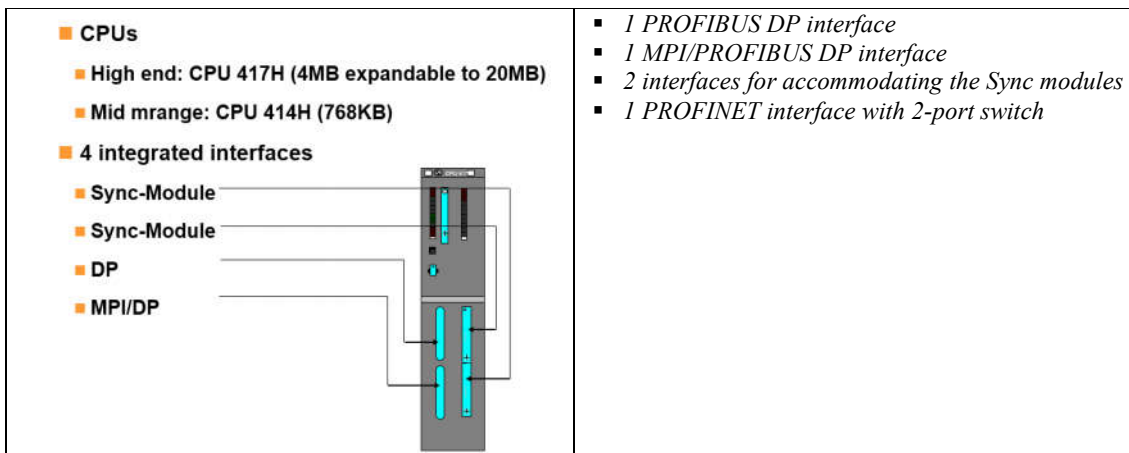 CPUs
High end: CPU 417H (4MB expandable to 20MB)
Mid mrange: CPU 414H (768KB)
4 integrated interfaces
Sync-Module
Sync-Module
DP
MPI/DP
1 PROFIBUS DP interface
1 MPI/PROFIBUS DP interface
2 interfaces for accommodating the Sync modules
1 PROFINET interface with 2-port switch